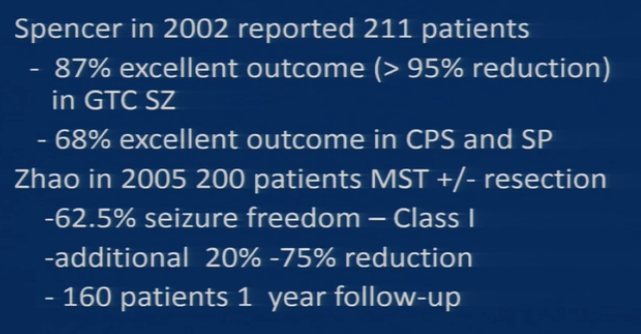 Spencer in 2002 reported 211 patients
- 87% excellent outcome (> 95% reduction)
in GTC SZ
- 68% excellent outcome in CPS and SP
Zhao in 2005 200 patients MST +/- resection
-62.5% seizure freedom – Class I
-additional 20% -75% reduction
- 160 patients 1 year follow-up